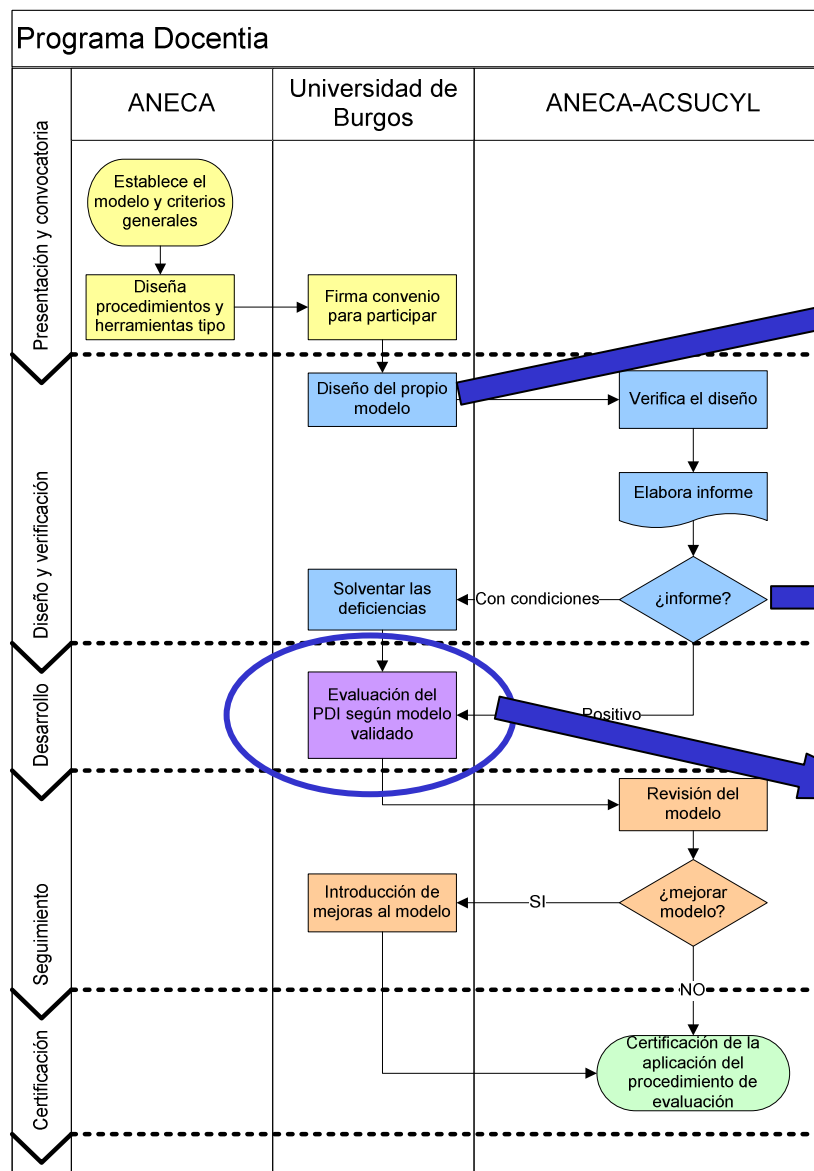 Programa Docentia
ANECA
Universidad de
Burgos
ANECA-ACSUCYL
Presentación y convocatoria
Establece el
modelo y criterios
generales
Diseña
procedimientos y
herramientas tipo
Firma convenio
para participar
Diseño y verificación
Diseño del propio
modelo
Verifica el diseño
Elabora informe
¿informe?
Con condiciones
Solventar las
deficiencias
Desarrollo
Evaluación del
PDI según modelo
validado
Positivo
Seguimiento
Revisión del
modelo
¿mejorar
modelo?
SI
Introducción de
mejoras al modelo
NO
Certificación
Certificación de la
aplicación del
procedimiento de
evaluación